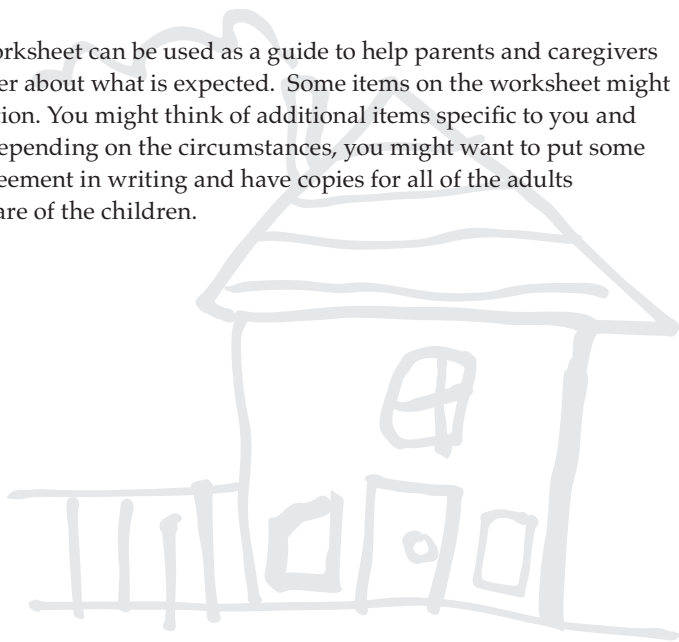 orksheet can be used as a guide to help parents and caregivers
er about what is expected.  Some items on the worksheet might
ion. You might think of additional items specific to you and
epending on the circumstances, you might want to put some
eement in writing and have copies for all of the adults
are of the children.